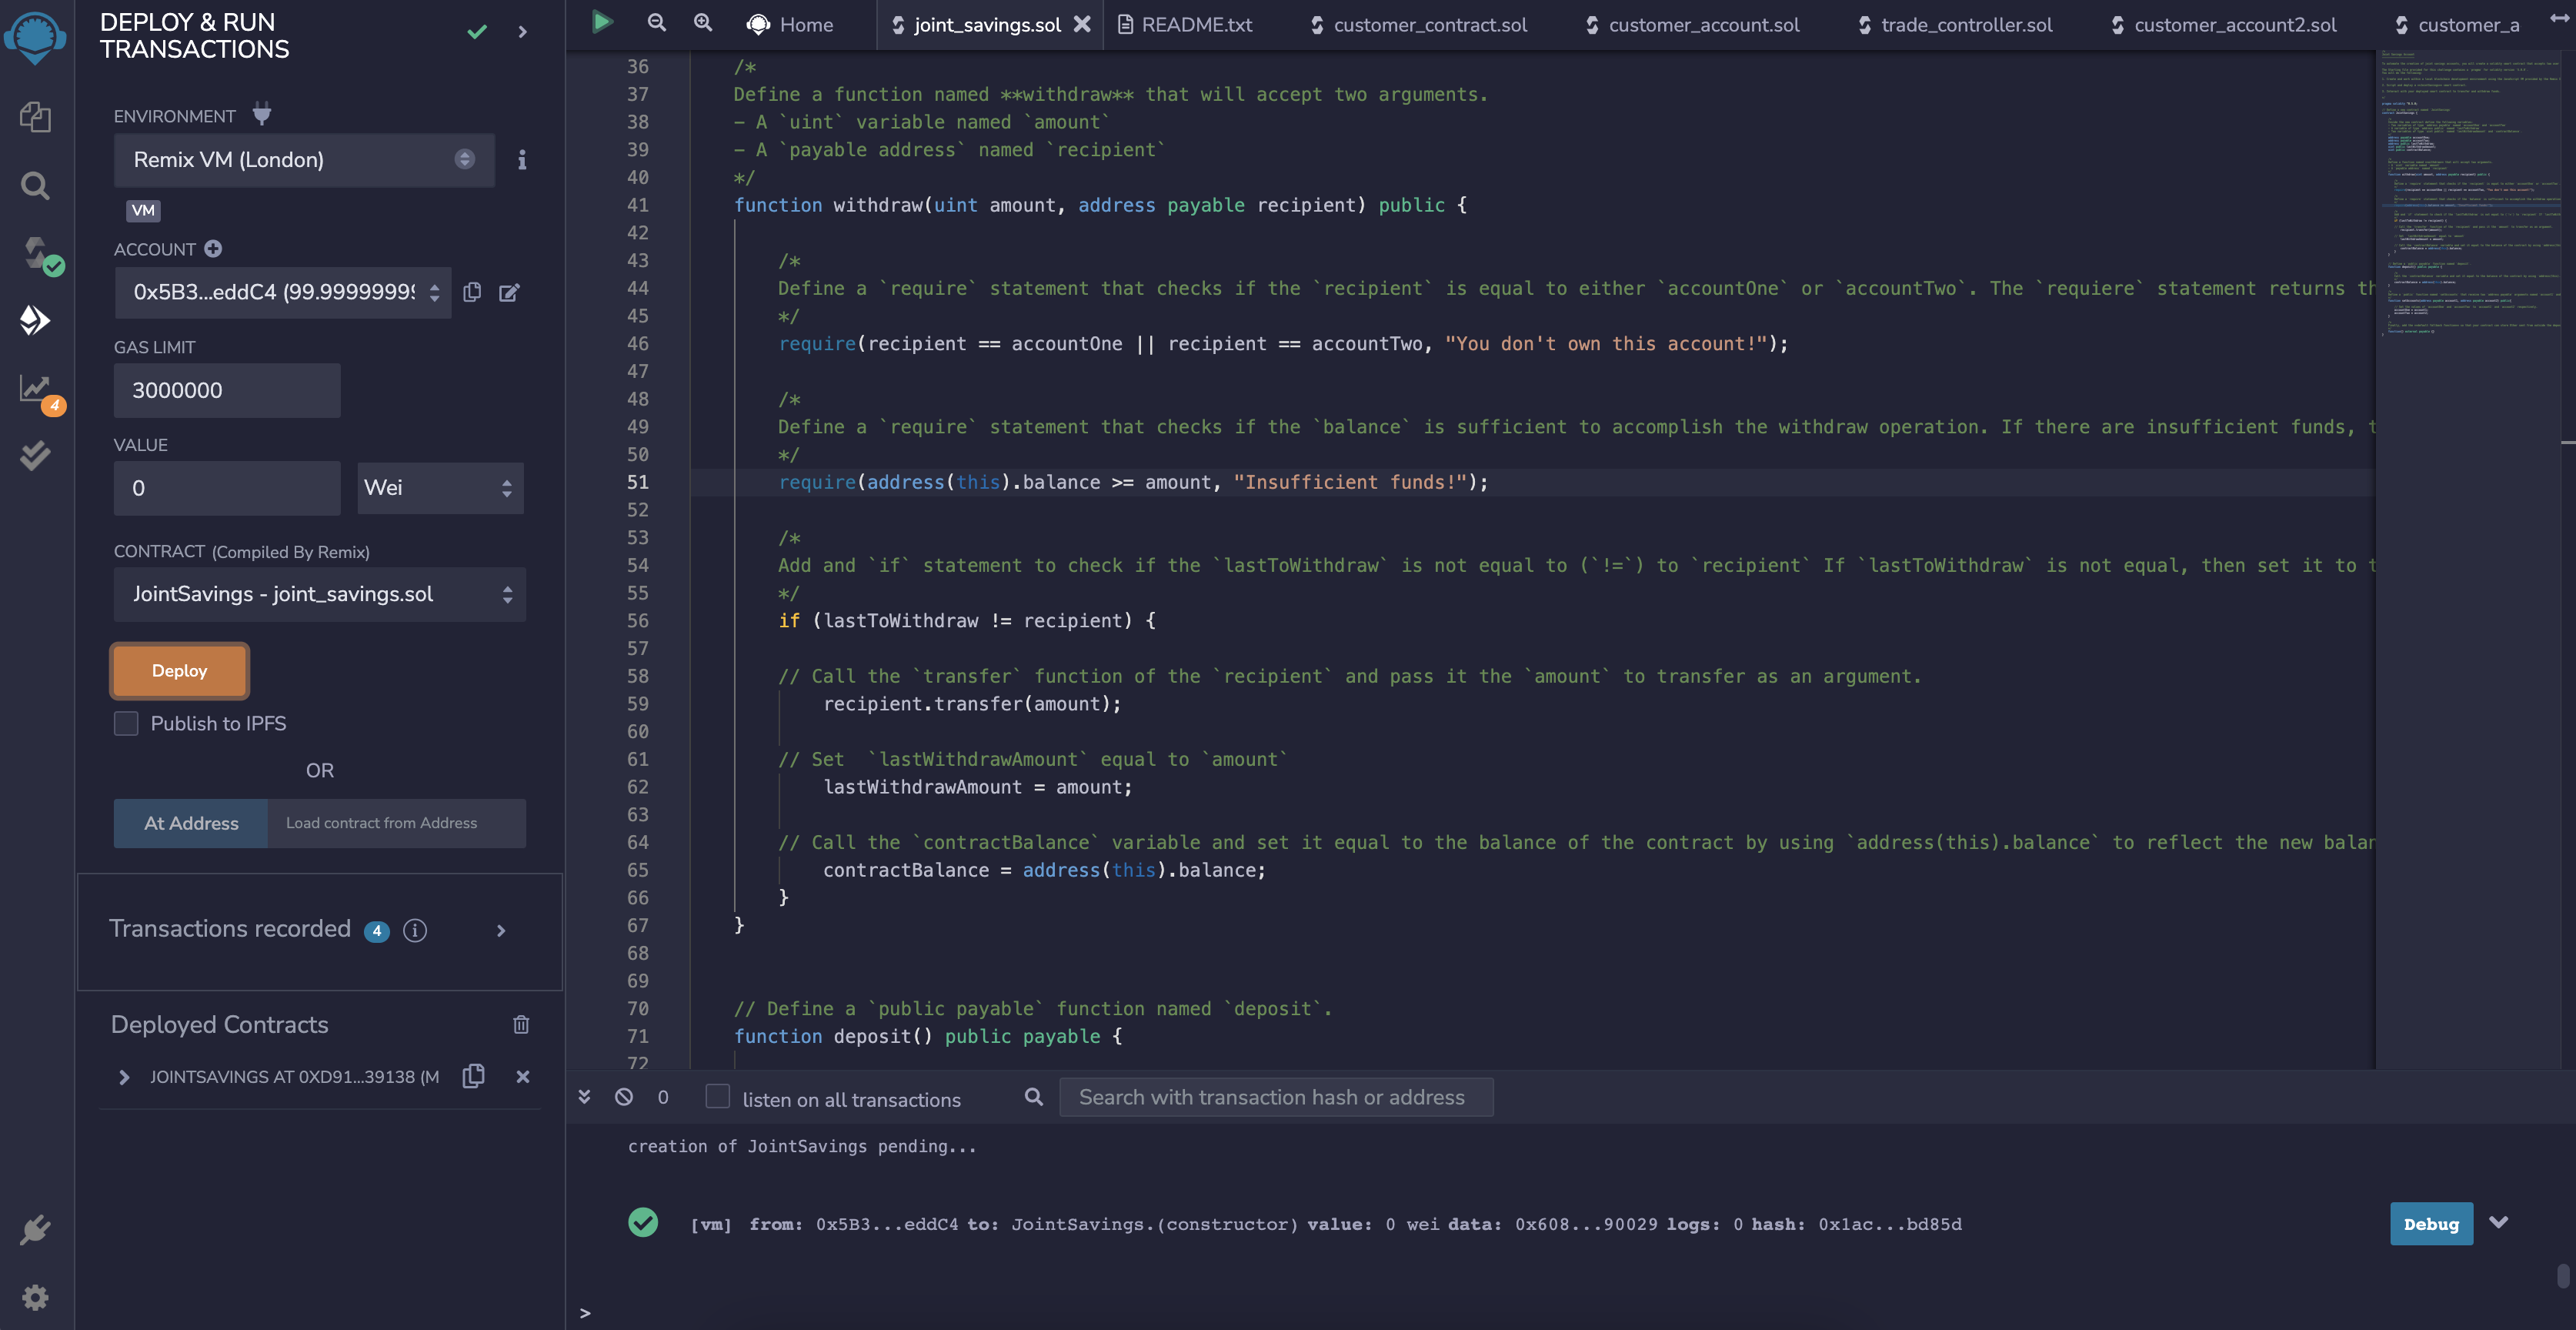 DEPLOY & RUN
TRANSACTIONS
ENVIRONMENT
Remix VM (London)
VM
ACCOUNT
0x5B3...eddC4 (99.99999999
GAS LIMIT
3000000
VALUE
0
Wei
CONTRACT (Compiled By Remix)
JointSavings - joint_savings.sol
Deploy
Publish to IPFS
OR
At Address
Load contract from Address
Transactions recorded 4
Deployed Contracts
JOINTSAVINGS AT 0XD91...39138 (M
4
Home
joint_savings.sol
README.txt
customer_contract.sol
customer_account.sol
trade_controller.sol
customer_account2.sol
customer_a
36 /*
37 Define a function named **withdraw** that will accept two arguments.
38 - A `uint` variable named `amount`
39 - A `payable address` named `recipient`
40 */
41 function withdraw(uint amount, address payable recipient) public {
42
43 /*
44 Define a `require` statement that checks if the `recipient` is equal to either `accountOne` or `accountTwo`. The `requiere` statement returns th
45 */
46 require(recipient == accountOne || recipient == accountTwo, "You don't own this account!");
47
48 /*
49 Define a `require` statement that checks if the `balance` is sufficient to accomplish the withdraw operation. If there are insufficient funds, t
50 */
51 require(address(this).balance >= amount, "Insufficient funds!");
52
53 /*
54 Add and `if` statement to check if the `lastToWithdraw` is not equal to (`!=`) to `recipient` If `lastToWithdraw` is not equal, then set it to t
55 */
56 if (lastToWithdraw != recipient) {
57
58 // Call the `transfer` function of the `recipient` and pass it the `amount` to transfer as an argument.
59 recipient.transfer(amount);
60
61 // Set  `lastWithdrawAmount` equal to `amount`
62 lastWithdrawAmount = amount;
63
64 // Call the `contractBalance` variable and set it equal to the balance of the contract by using `address(this).balance` to reflect the new balan
65 contractBalance = address(this).balance;
66 }
67 }
68
69
70 // Define a `public payable` function named `deposit`.
71 function deposit() public payable {
72
0
listen on all transactions
Search with transaction hash or address
creation of JointSavings pending...
[vm] from: 0x5B3...eddC4 to: JointSavings.(constructor) value: 0 wei data: 0x608...90029 logs: 0 hash: 0x1ac...bd85d
Debug
>